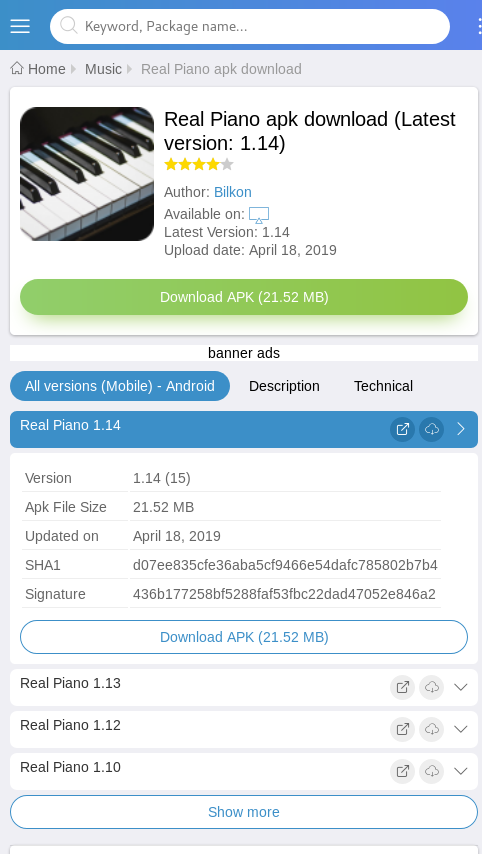 Keyword, Package name...
Home Music Real Piano apk download
Real Piano apk download (Latest
version: 1.14)
Author: Bilkon
Available on:
Latest Version: 1.14
Upload date: April 18, 2019
Download APK (21.52 MB)
banner ads
All versions (Mobile) - Android Description Technical
Real Piano 1.14
Version 1.14 (15)
Apk File Size 21.52 MB
Updated on April 18, 2019
SHA1 d07ee835cfe36aba5cf9466e54dafc785802b7b4
Signature 436b177258bf5288faf53fbc22dad47052e846a2
Download APK (21.52 MB)
Real Piano 1.13
Real Piano 1.12
Real Piano 1.10
Show more